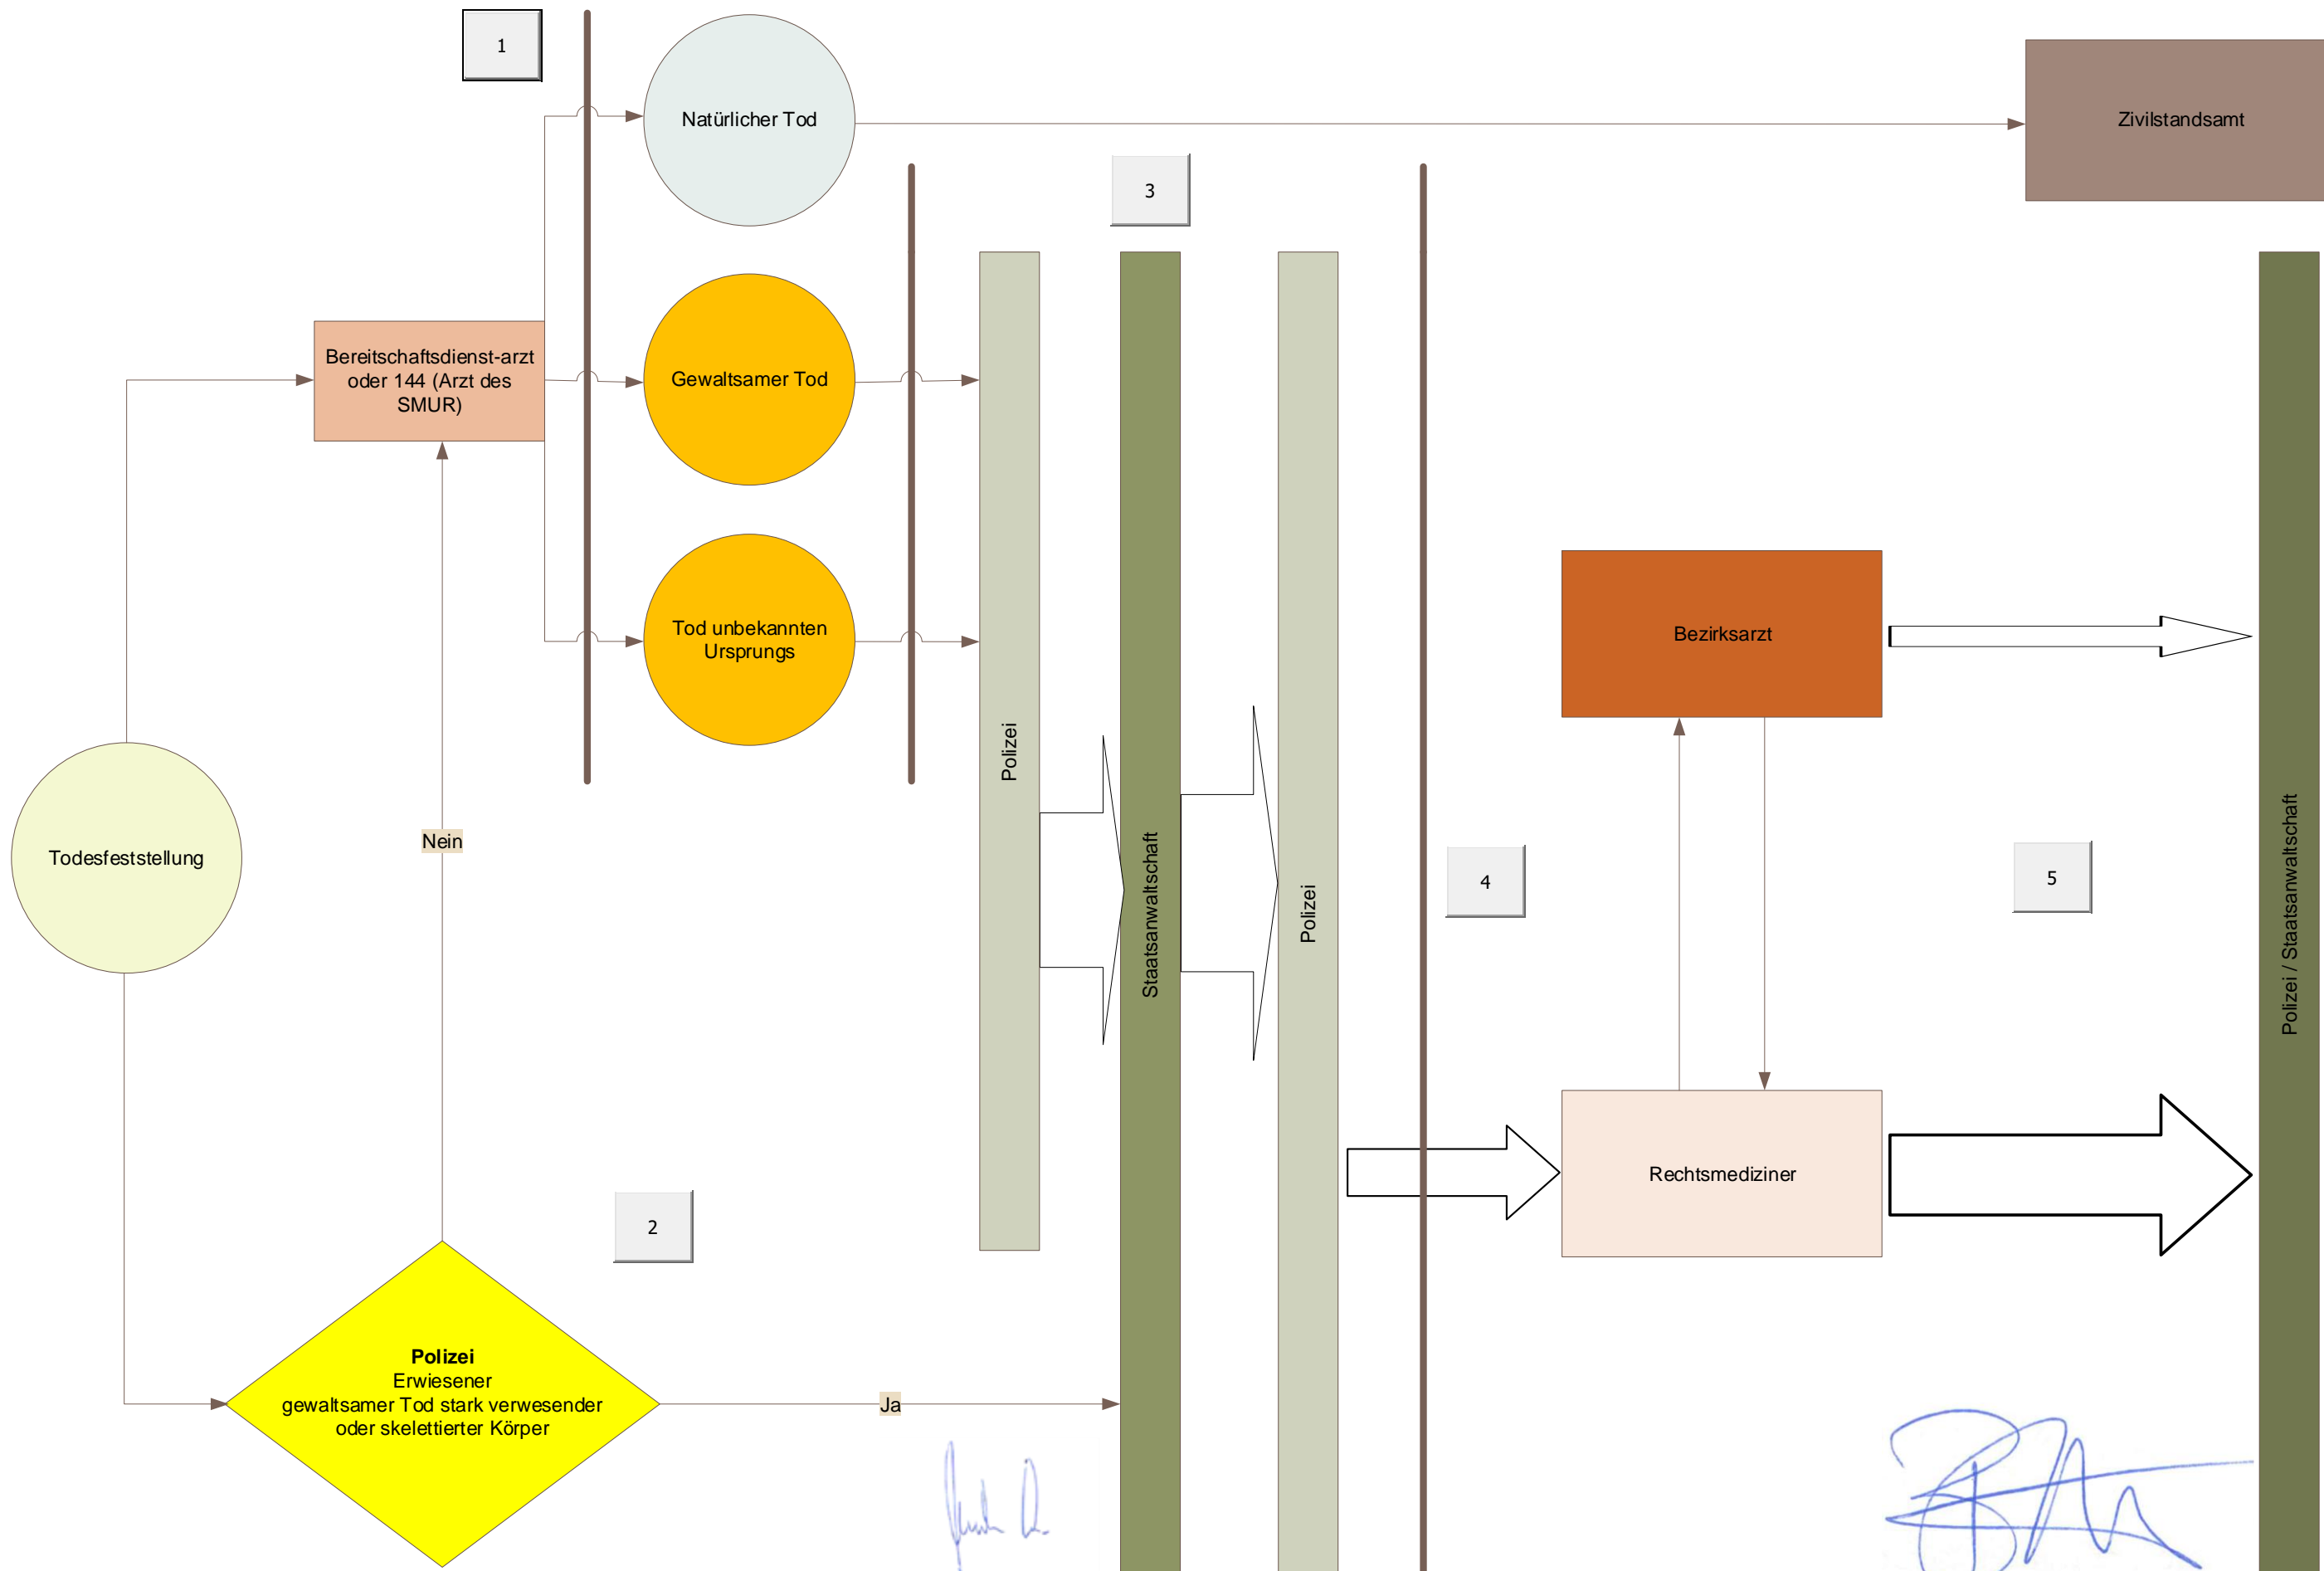 1
Natürlicher Tod
Zivilstandsamt
3
Bereitschaftsdienst-arzt
oder 144 (Arzt des
SMUR)
Gewaltsamer Tod
Tod unbekannten
Ursprungs
Bezirksarzt
Polizei
Staatsanwaltschaft
Polizei
Polizei / Staatsanwaltschaft
Nein
Todesfeststellung
4
5
Rechtsmediziner
2
Polizei
Erwiesener
gewaltsamer Tod stark verwesender
oder skelettierter Körper
Ja